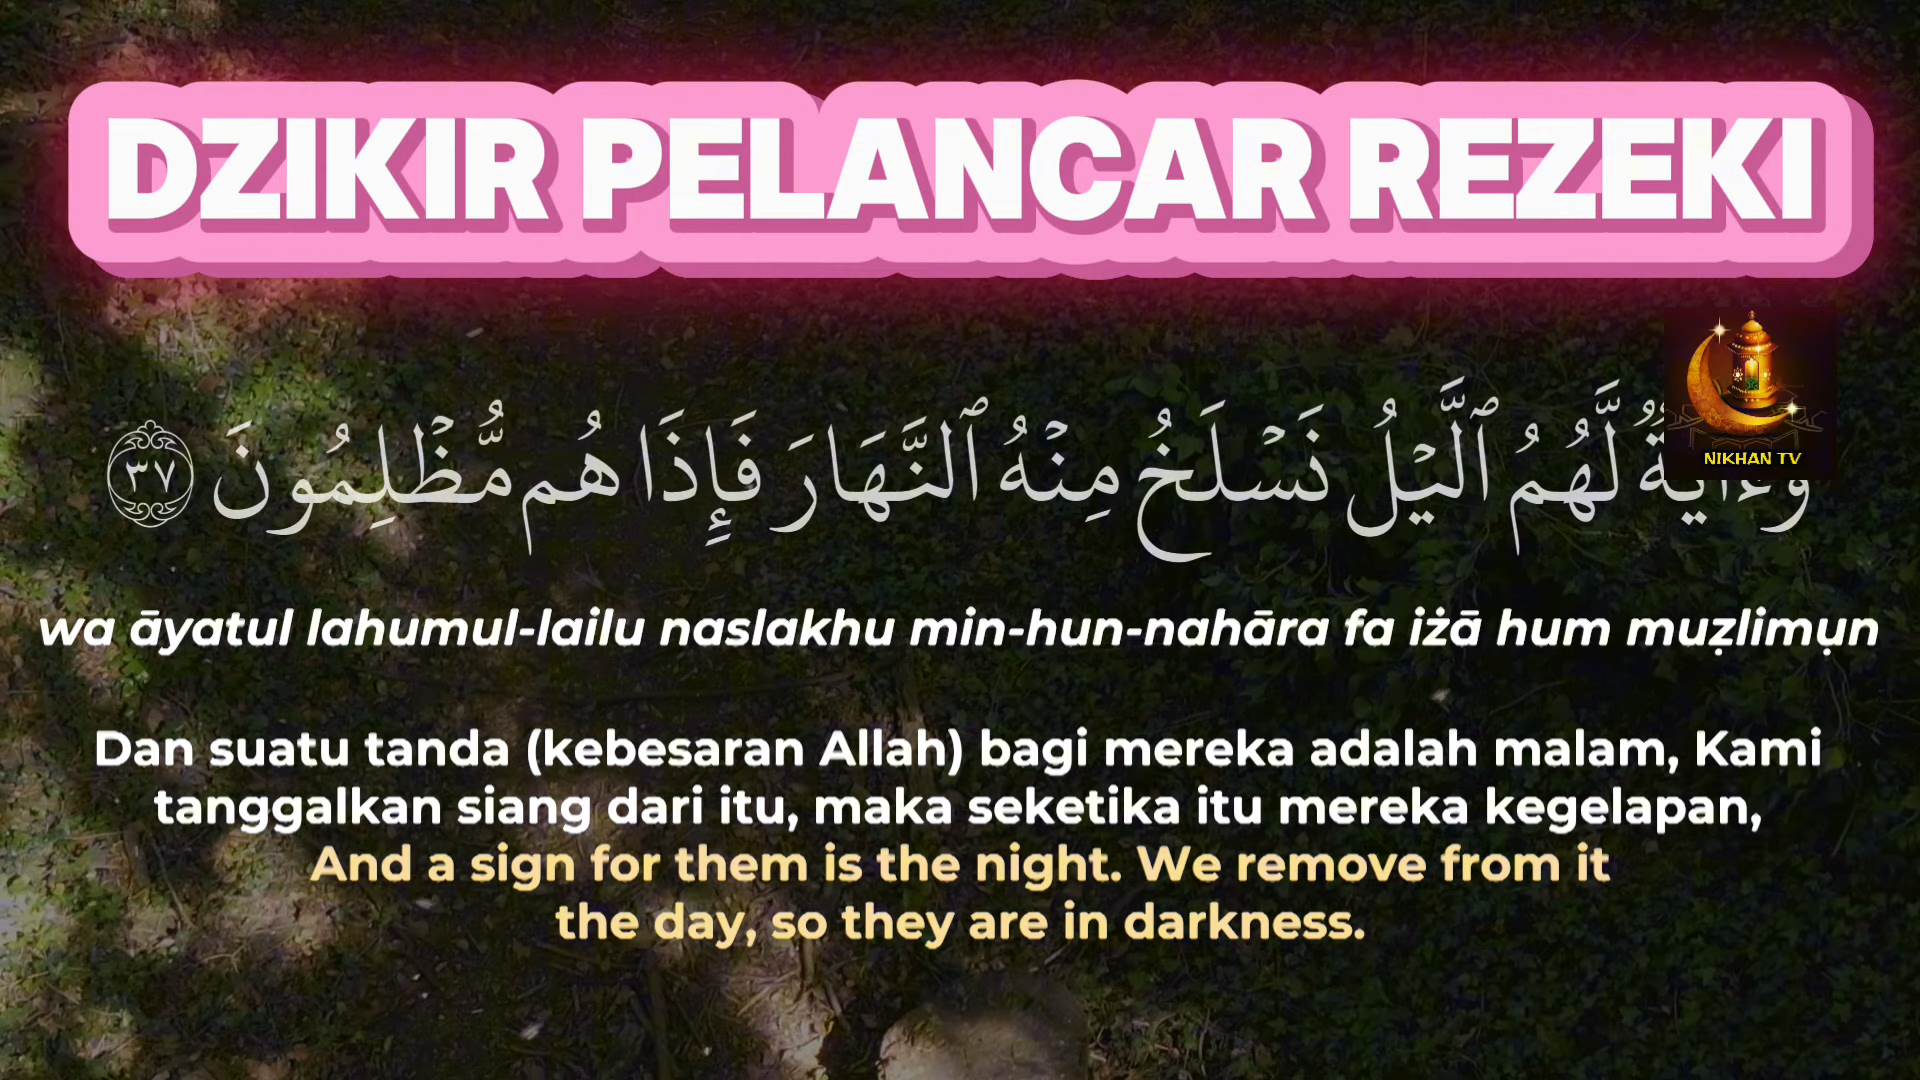 DZIKIR PELANCAR REZEKI
NIKHAN TV
لَّهُمُ ٱلَّيْلُ نَسْلَخُ مِنْهُ ٱلنَّهَارَ فَإِذَا هُم مُّظْلِمُونَ ٣٧
wa āyatul lahumul-lailu naslakhu min-hun-nahāra fa iżā hum muẓlimụn
Dan suatu tanda (kebesaran Allah) bagi mereka adalah malam, Kami
tanggalkan siang dari itu, maka seketika itu mereka kegelapan,
And a sign for them is the night. We remove from it
the day, so they are in darkness.